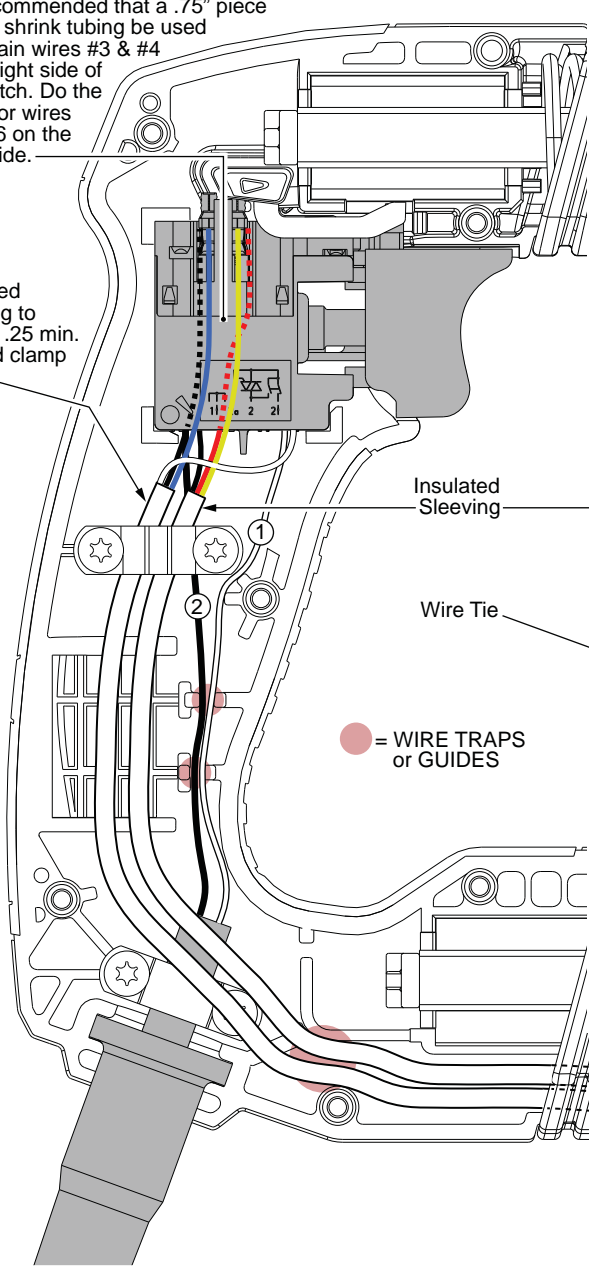 commended that a .75" piece
shrink tubing be used
ain wires #3 & #4
ight side of
tch. Do the
or wires
6 on the
ide.
ed
g to
.25 min.
d clamp
1 2 2
Insulated
Sleeving
1
2
Wire Tie
= WIRE TRAPS
or GUIDES